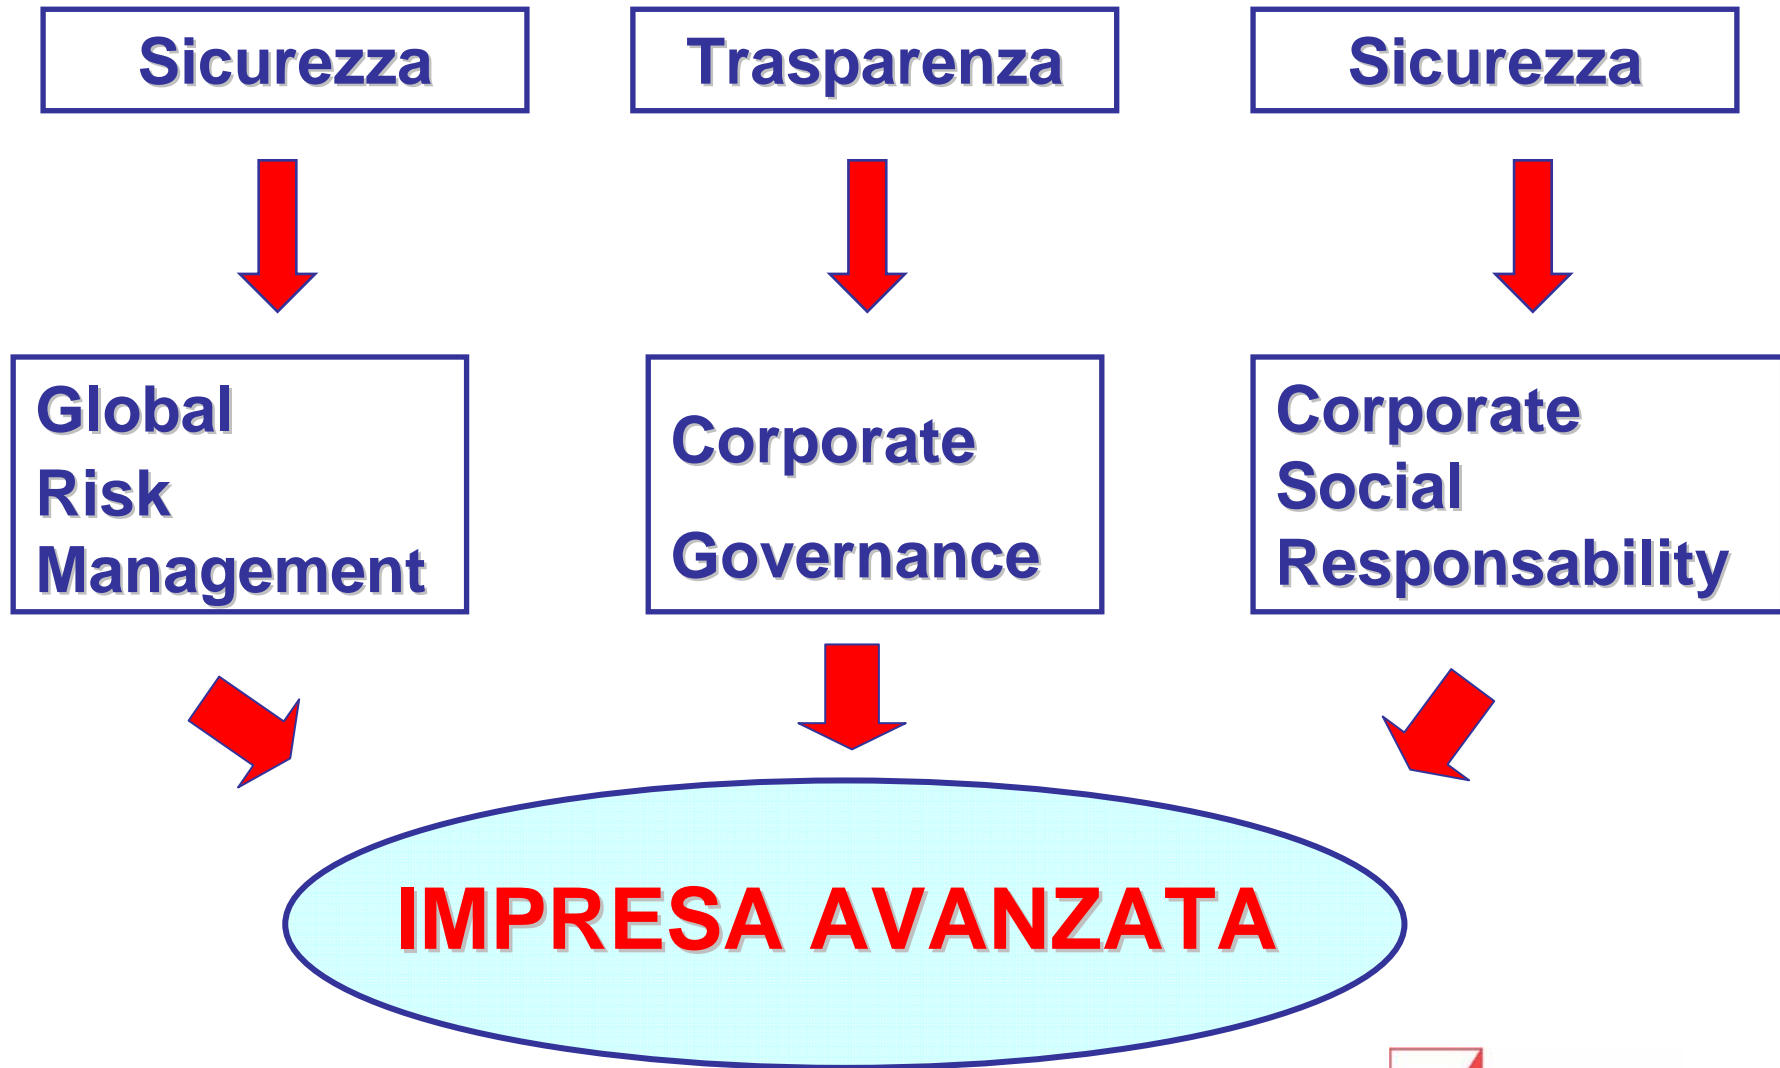 Sicurezza
Trasparenza
Sicurezza
Global
Risk
Management
Corporate
Governance
Corporate
Social
Responsability
IMPRESA AVANZATA